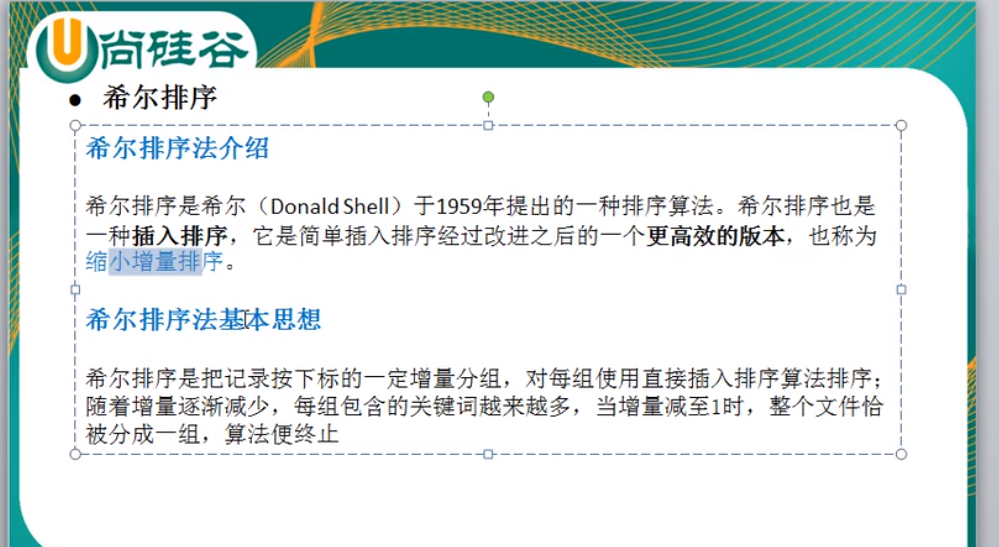 尚硅谷
● 希尔排序
希尔排序法介绍
希尔排序是希尔（Donald Shell）于1959年提出的一种排序算法。希尔排序也是
一种插入排序，它是简单插入排序经过改进之后的一个更高效的版本，也称为
缩小增量排序。
希尔排序法基本思想
希尔排序是把记录按下标的一定增量分组，对每组使用直接插入排序算法排序；
随着增量逐渐减少，每组包含的关键词越来越多，当增量减至1时，整个文件恰
被分成一组，算法便终止